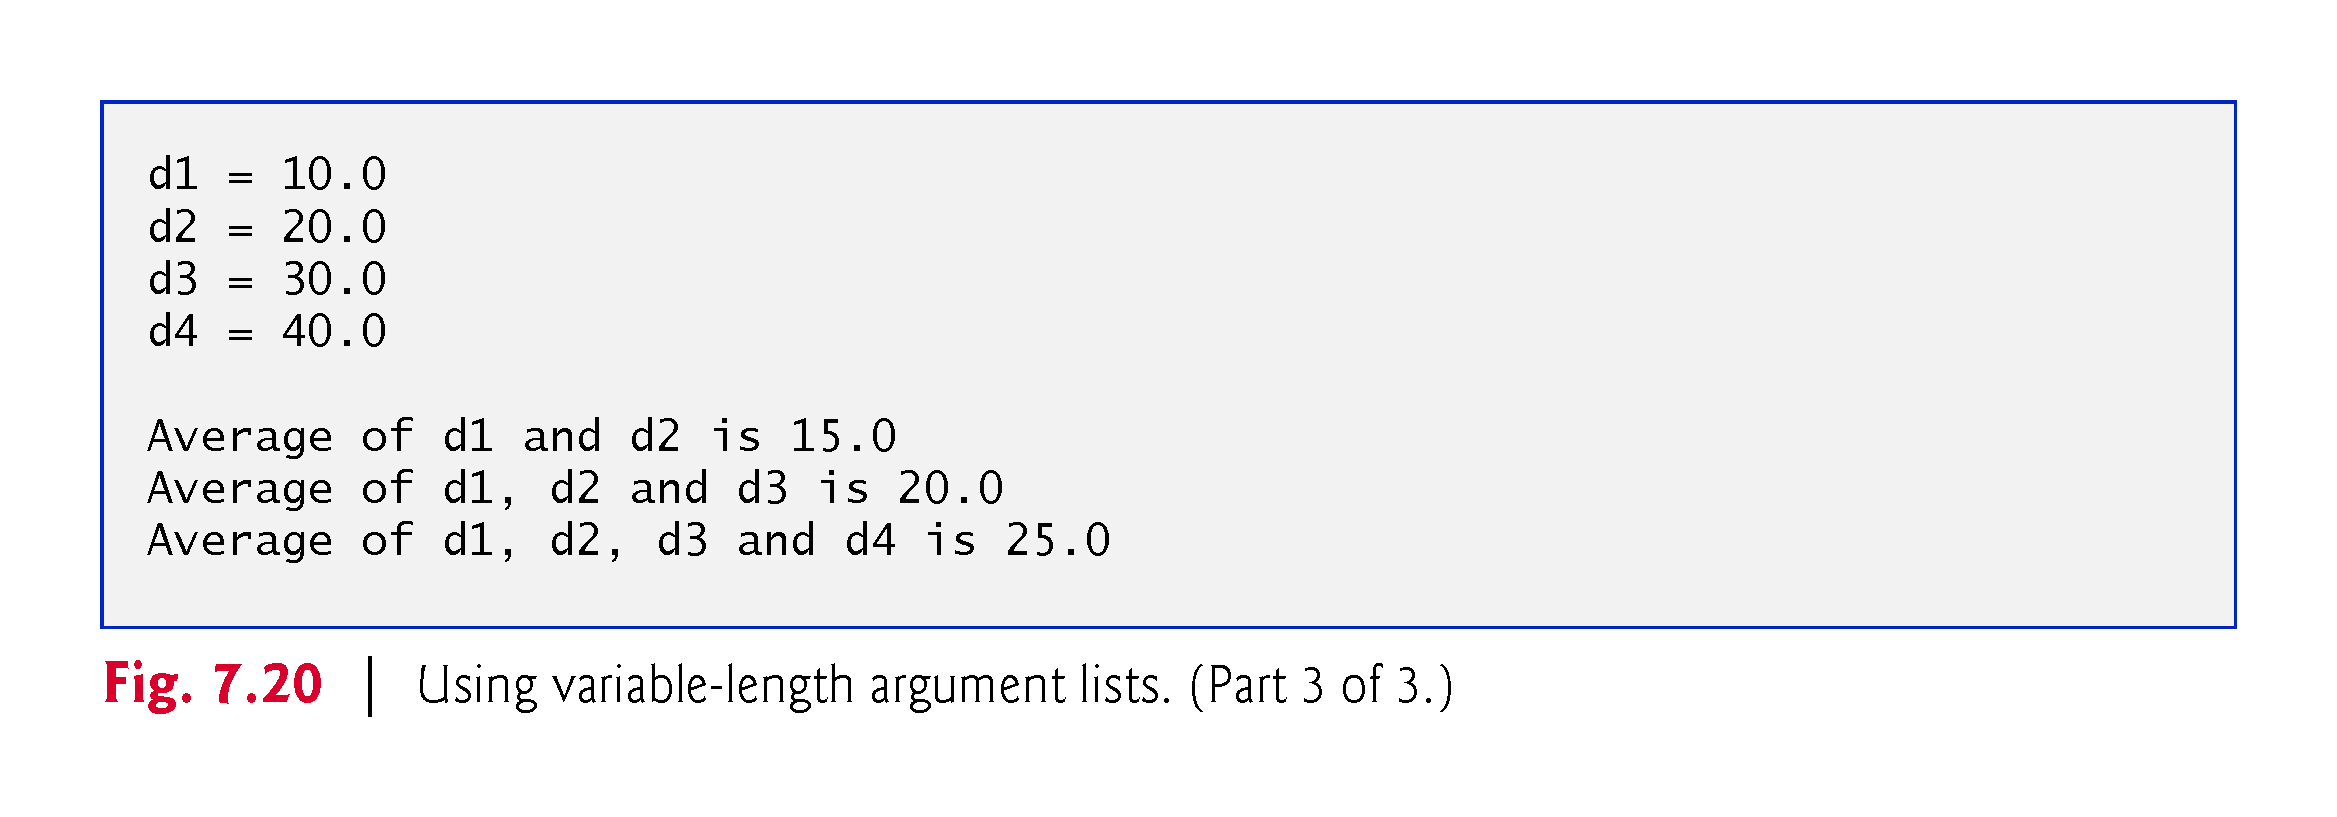 d1 = 10.0
d2 = 20.0
d3 = 30.0
d4 = 40.0
Average of d1 and d2 is 15.0
Average of d1, d2 and d3 is 20.0
Average of d1, d2, d3 and d4 is 25.0
Fig. 7.20 | Using variable-length argument lists. (Part 3 of 3.)